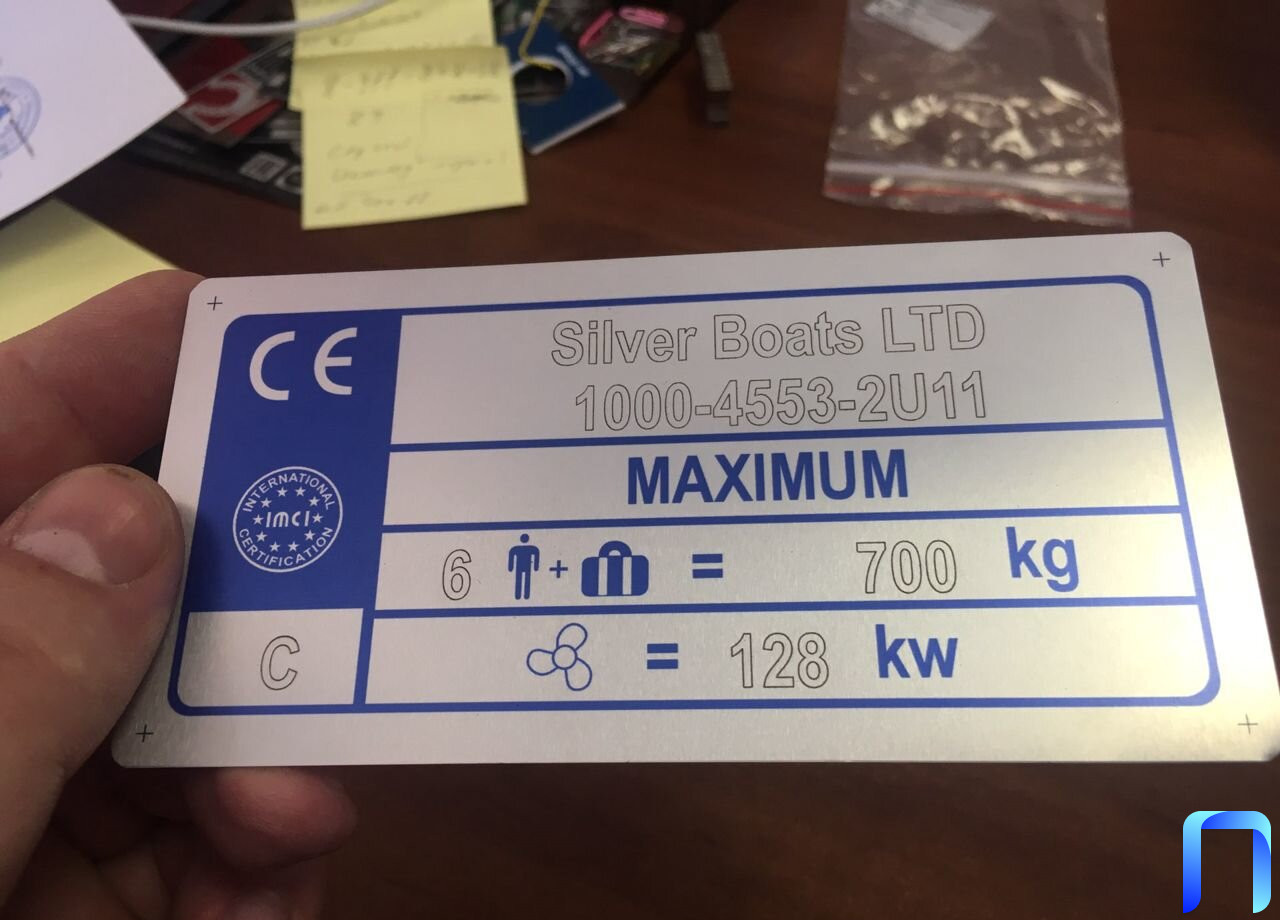 CE
Silver Boats LTD
1000-4553-2U11
MAXIMUM
INTERNATIONAL
IMCI
CERTIFICATION
6 + = 700 kg
C
= 128 kw